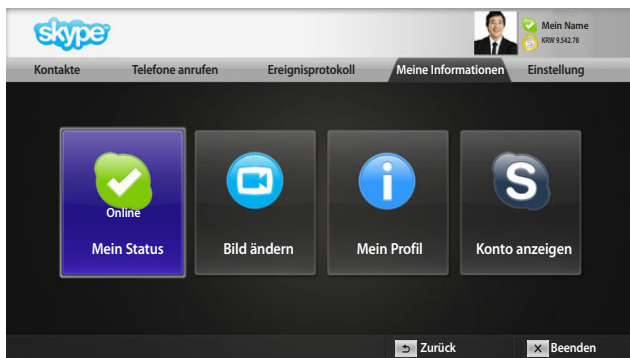 skype
Mein Name
KRW 9.542.78
Kontakte Telefone anrufen Ereignisprotokoll Meine Informationen Einstellung
Online
Mein Status Bild ändern Mein Profil Konto anzeigen
Zurück Beenden